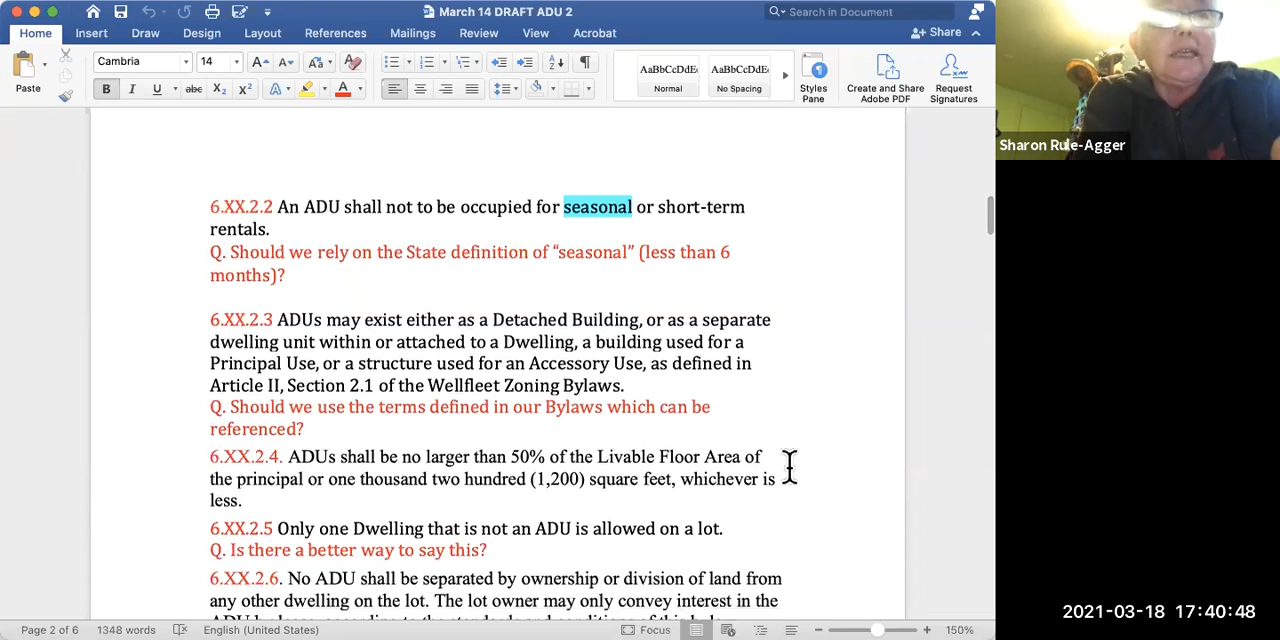 March 14 DRAFT ADU 2
Search in Document
Home Insert Draw Design Layout References Mailings Review View Acrobat
Share
Paste
Cambria 14
AaBbCcDdE AaBbCcDdE
Normal No Spacing
Styles Pane
Create and Share Adobe PDF
Request Signatures
Sharon Rule-Agger
6.XX.2.2 An ADU shall not to be occupied for seasonal or short-term
rentals.
Q. Should we rely on the State definition of “seasonal” (less than 6
months)?
6.XX.2.3 ADUs may exist either as a Detached Building, or as a separate
dwelling unit within or attached to a Dwelling, a building used for a
Principal Use, or a structure used for an Accessory Use, as defined in
Article II, Section 2.1 of the Wellfleet Zoning Bylaws.
Q. Should we use the terms defined in our Bylaws which can be
referenced?
6.XX.2.4. ADUs shall be no larger than 50% of the Livable Floor Area of
the principal or one thousand two hundred (1,200) square feet, whichever is
less.
6.XX.2.5 Only one Dwelling that is not an ADU is allowed on a lot.
Q. Is there a better way to say this?
6.XX.2.6. No ADU shall be separated by ownership or division of land from
any other dwelling on the lot. The lot owner may only convey interest in the
2021-03-18 17:40:48
Page 2 of 6 1348 words English (United States) Focus 150%